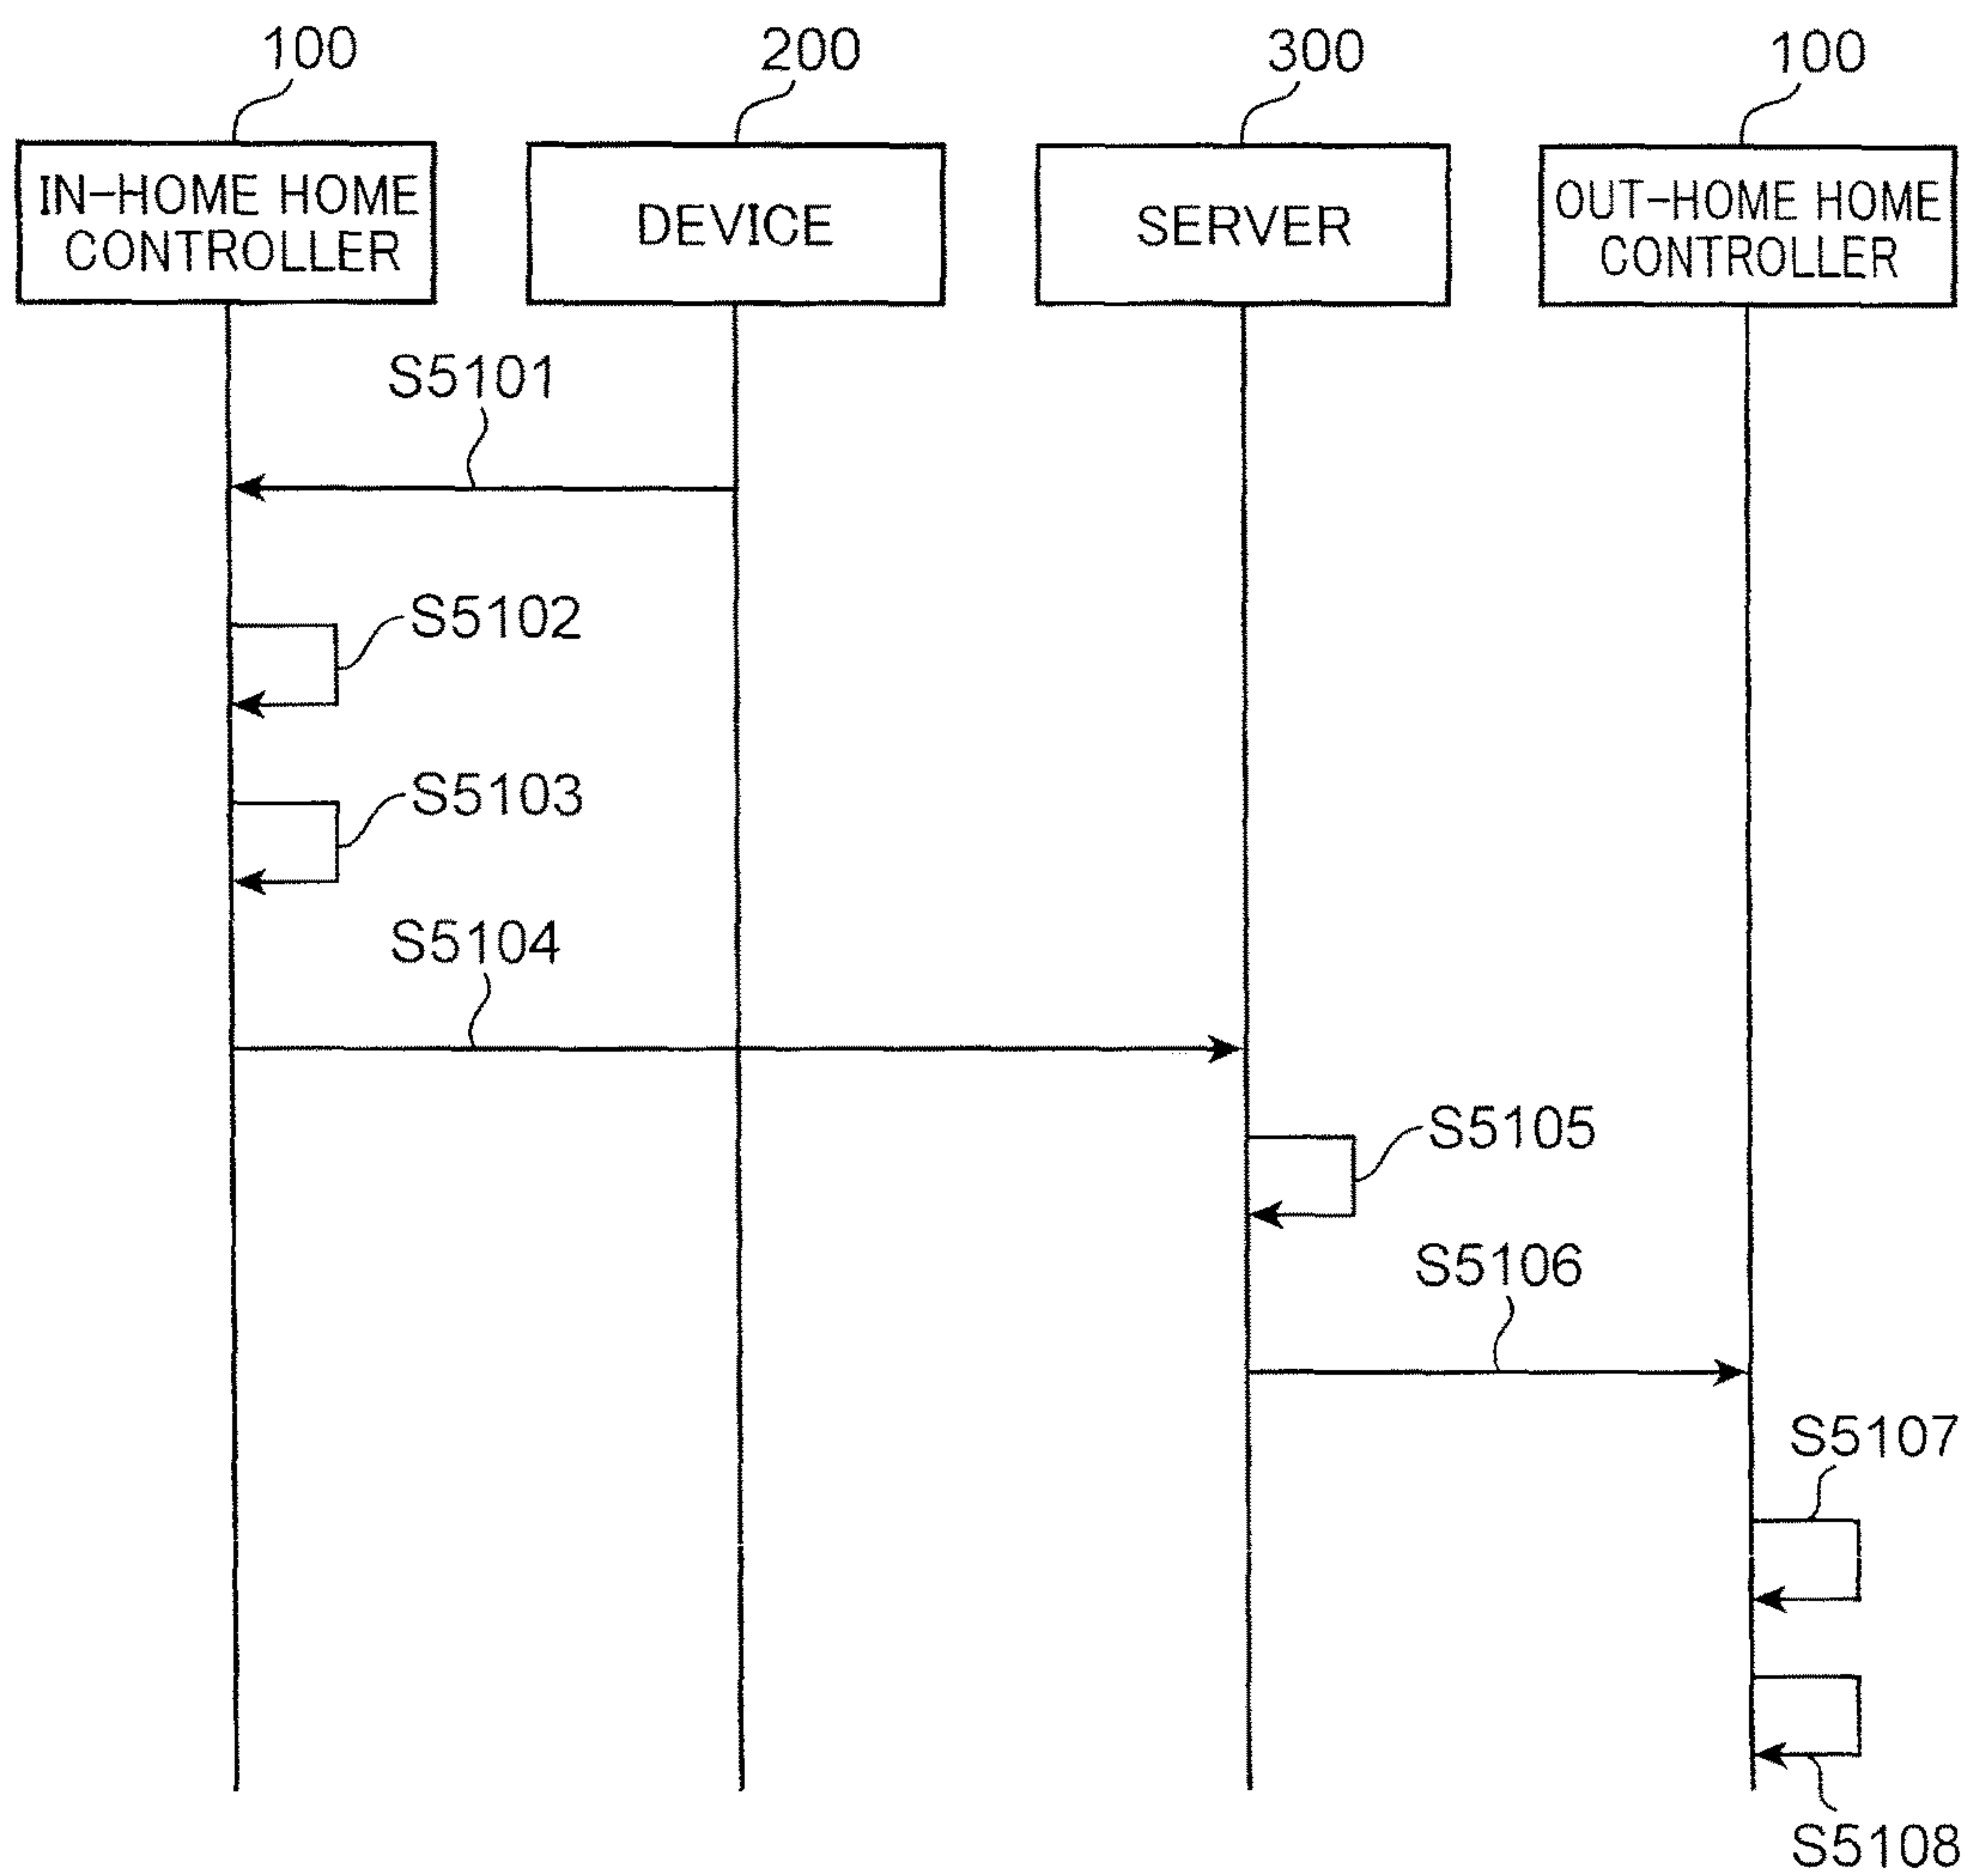 100
200
300
100
IN-HOME HOME
CONTROLLER
DEVICE
SERVER
OUT-HOME HOME
CONTROLLER
S5101
S5102
S5103
S5104
S5105
S5106
S5107
S5108